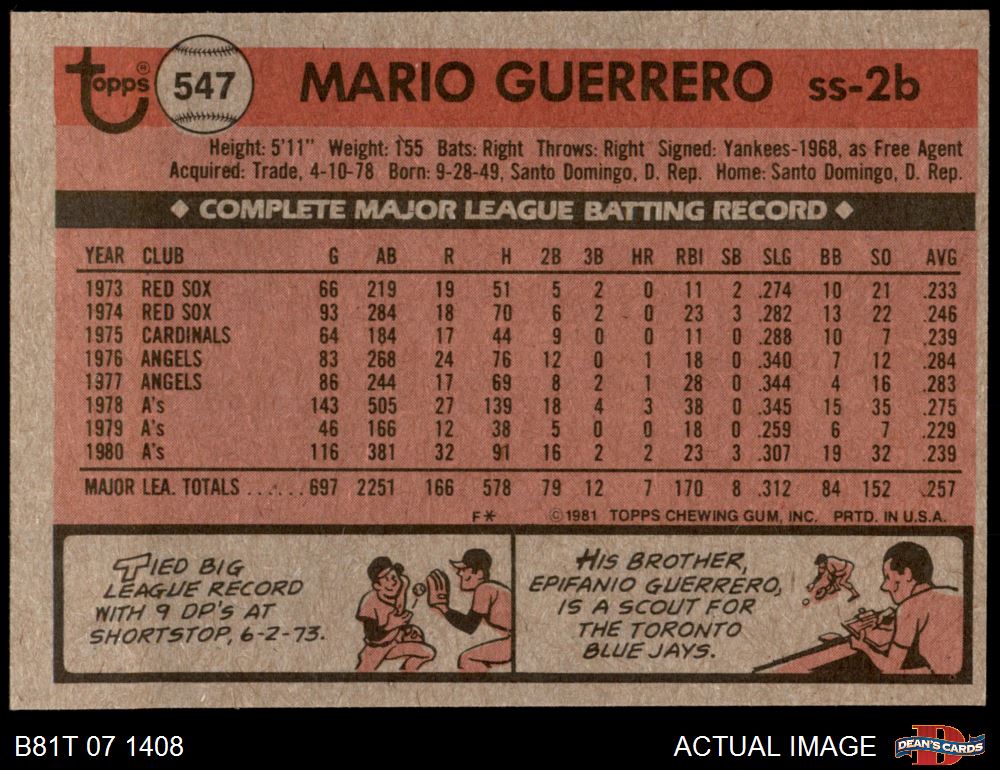 Topps® 547 MARIO GUERRERO ss-2b
Height: 5'11" Weight: 155 Bats: Right Throws: Right Signed: Yankees-1968, as Free Agent
Acquired: Trade, 4-10-78 Born: 9-28-49, Santo Domingo, D. Rep. Home: Santo Domingo, D. Rep.
◆ COMPLETE MAJOR LEAGUE BATTING RECORD ◆
YEAR CLUB G AB R H 2B 3B HR RBI SB SLG BB SO AVG
1973 RED SOX 66 219 19 51 5 2 0 11 2 .274 10 21 .233
1974 RED SOX 93 284 18 70 6 2 0 23 3 .282 13 22 .246
1975 CARDINALS 64 184 17 44 9 0 0 11 0 .288 10 7 .239
1976 ANGELS 83 268 24 76 12 0 1 18 0 .340 7 12 .284
1977 ANGELS 86 244 17 69 8 2 1 28 0 .344 4 16 .283
1978 A's 143 505 27 139 18 4 3 38 0 .345 15 35 .275
1979 A's 46 166 12 38 5 0 0 18 0 .259 6 7 .229
1980 A's 116 381 32 91 16 2 2 23 3 .307 19 32 .239
MAJOR LEA. TOTALS ......697 2251 166 578 79 12 7 170 8 .312 84 152 .257
F* ©1981 TOPPS CHEWING GUM, INC. PRTD. IN U.S.A.
TIED BIG
LEAGUE RECORD
WITH 9 DP'S AT
SHORTSTOP, 6-2-73.
HIS BROTHER,
EPIFANIO GUERRERO,
IS A SCOUT FOR
THE TORONTO
BLUE JAYS.
B81T 07 1408 ACTUAL IMAGE D DEAN'S CARDS